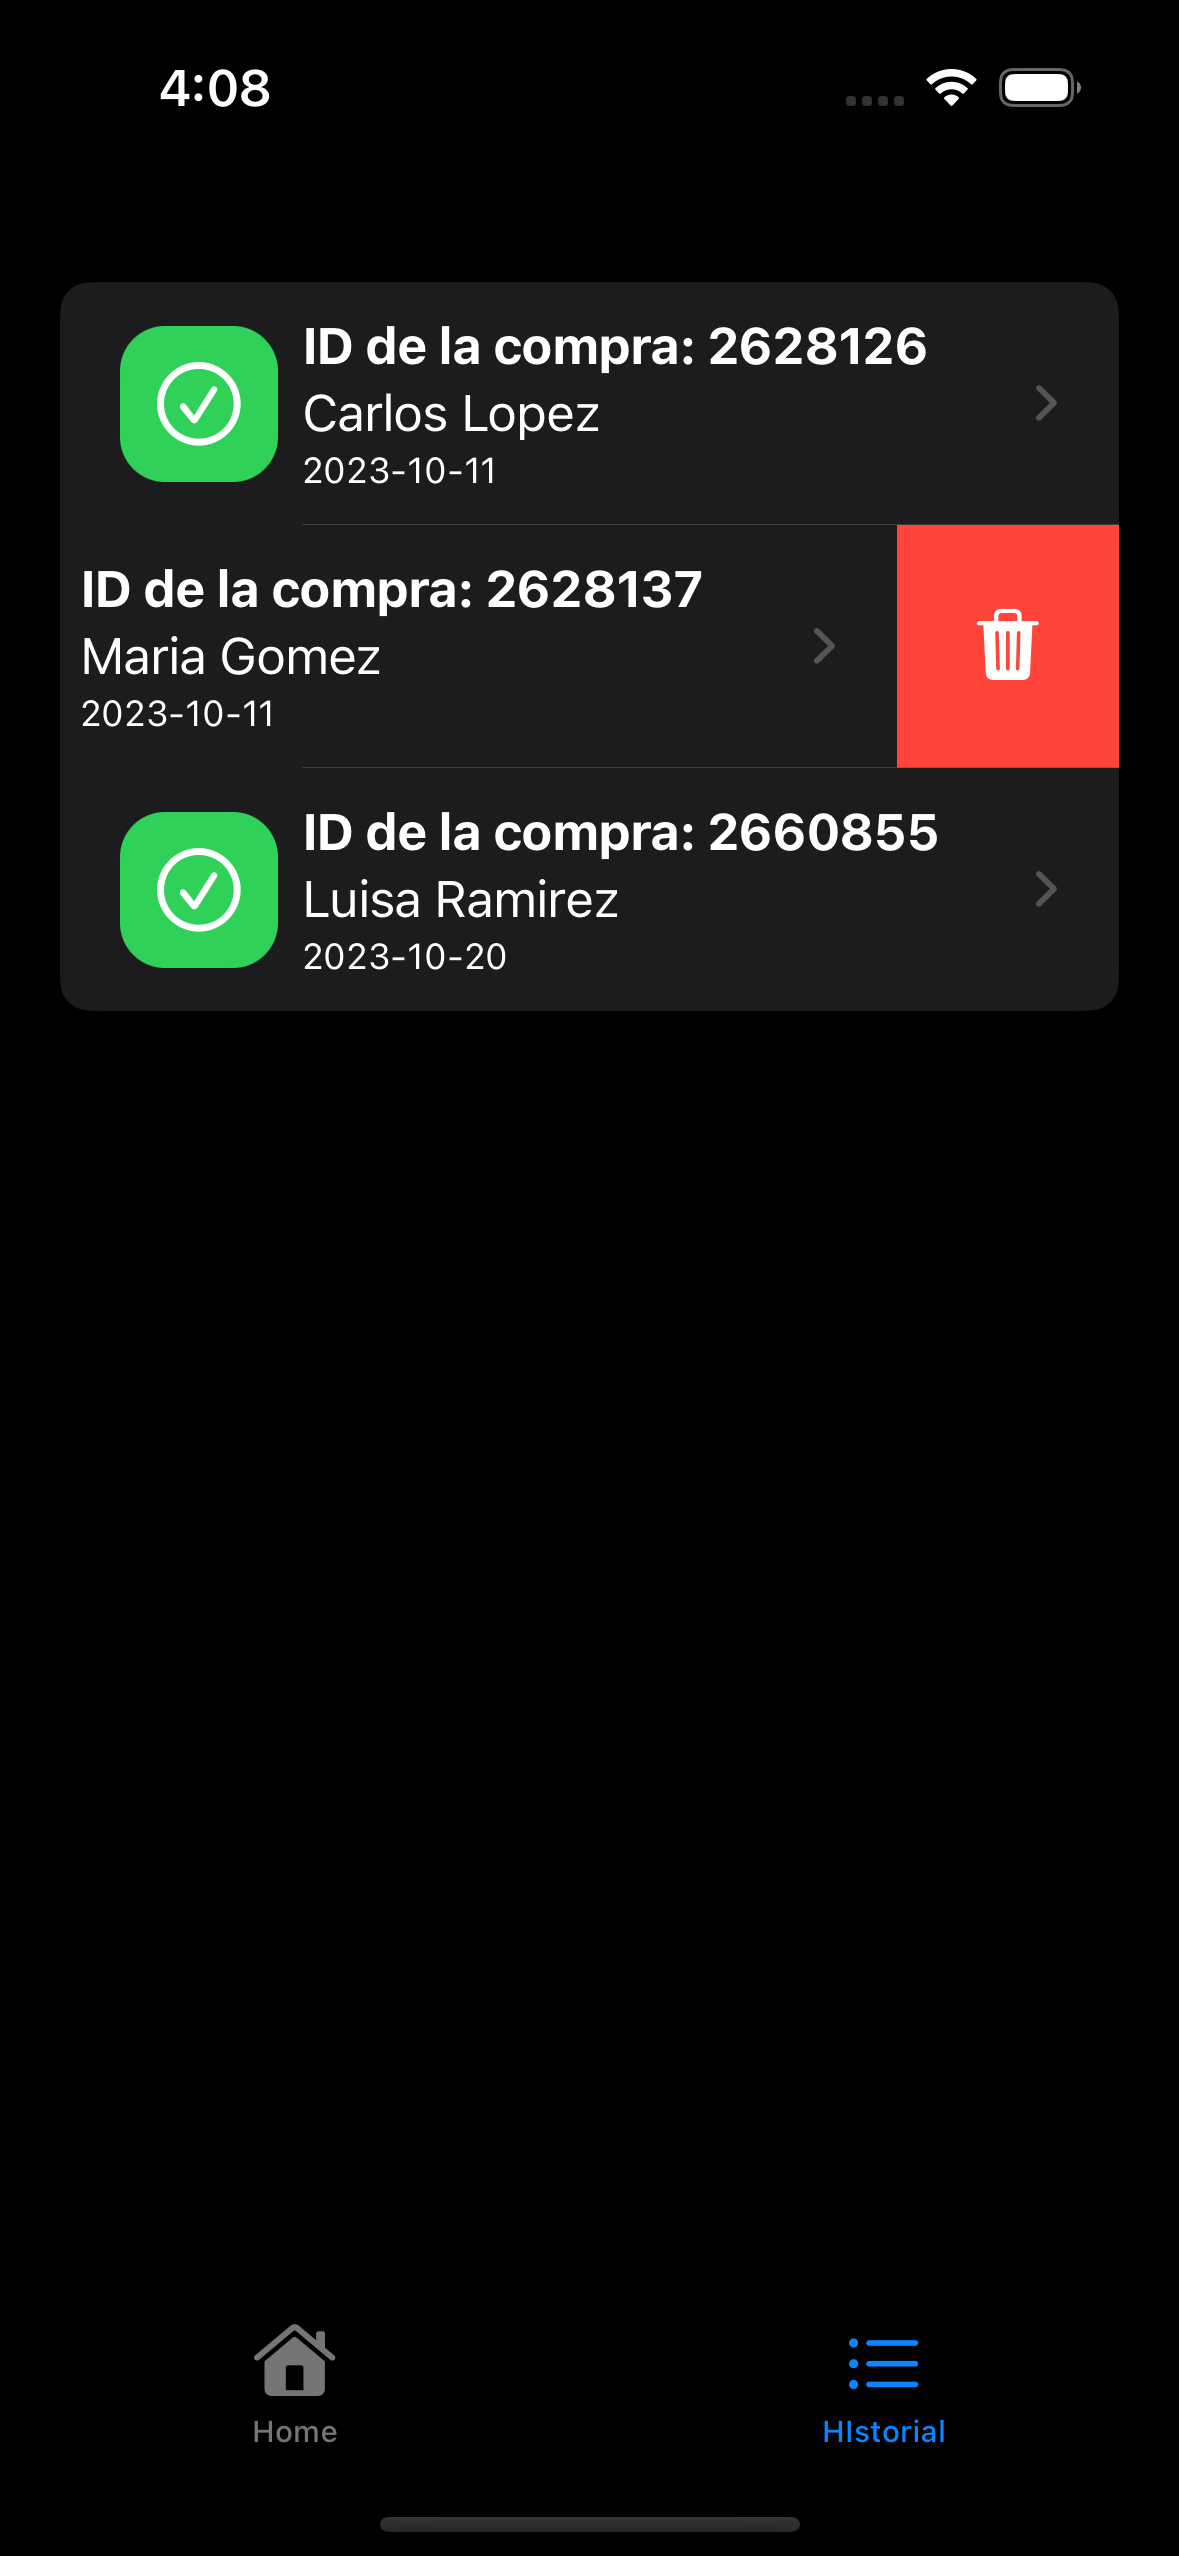 4:08
ID de la compra: 2628126
Carlos Lopez
2023-10-11
ID de la compra: 2628137
Maria Gomez
2023-10-11
ID de la compra: 2660855
Luisa Ramirez
2023-10-20
Home
HIstorial